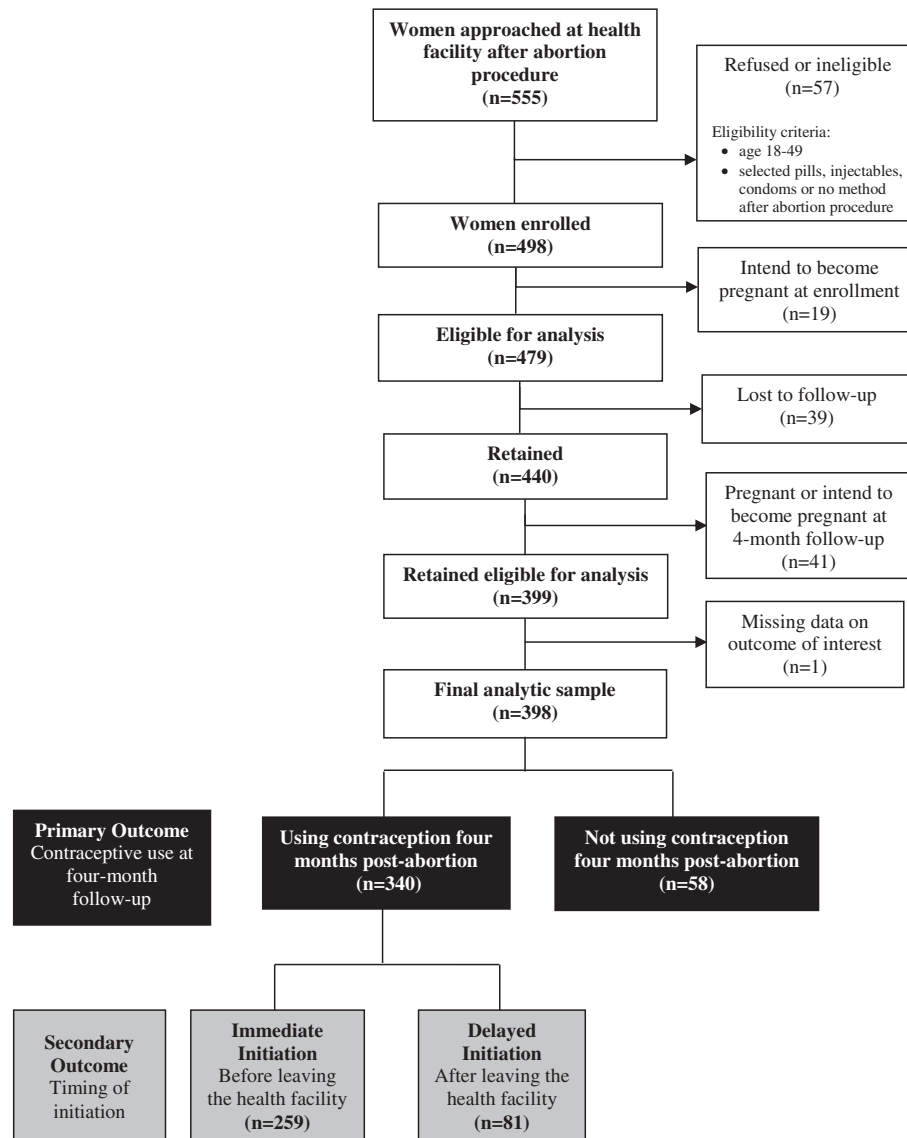 Women approached at health
facility after abortion
procedure
(n=555)
Refused or ineligible
(n=57)
Eligibility criteria:
• age 18-49
• selected pills, injectables,
condoms or no method
after abortion procedure
Women enrolled
(n=498)
Intend to become
pregnant at enrollment
(n=19)
Eligible for analysis
(n=479)
Lost to follow-up
(n=39)
Retained
(n=440)
Pregnant or intend to
become pregnant at
4-month follow-up
(n=41)
Retained eligible for analysis
(n=399)
Missing data on
outcome of interest
(n=1)
Final analytic sample
(n=398)
Primary Outcome
Contraceptive use at
four-month
follow-up
Using contraception four
months post-abortion
(n=340)
Not using contraception
four months post-abortion
(n=58)
Secondary
Outcome
Timing of
initiation
Immediate
Initiation
Before leaving
the health facility
(n=259)
Delayed
Initiation
After leaving the
health facility
(n=81)